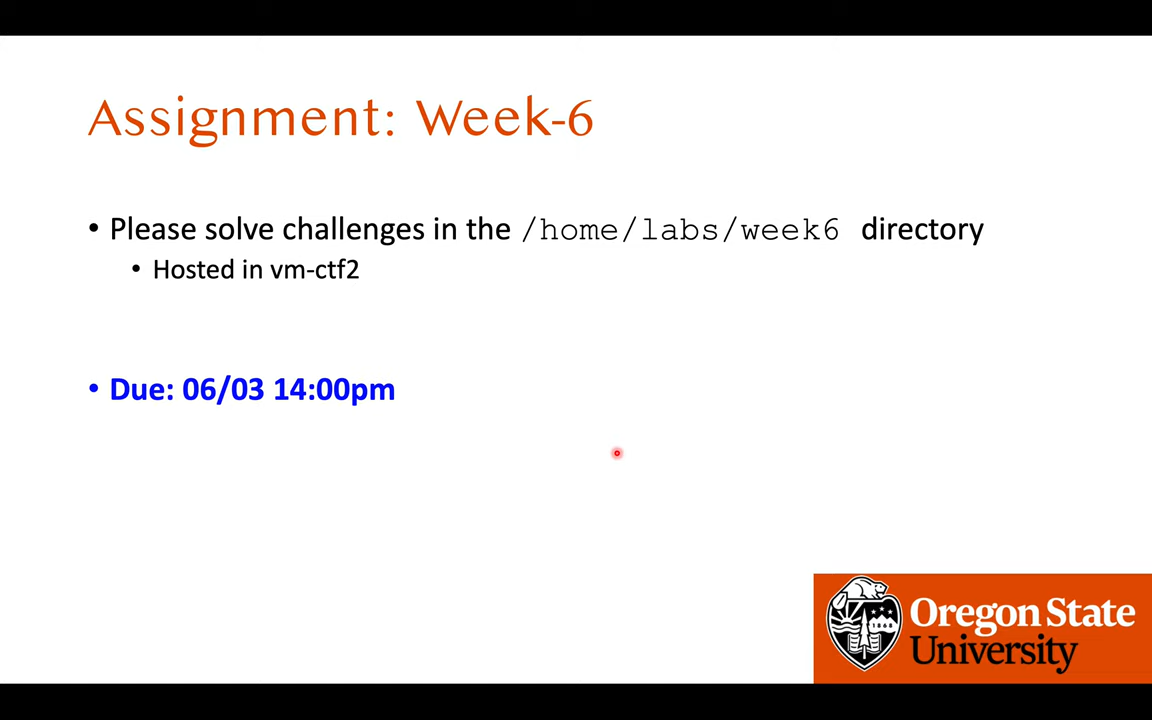 Assignment: Week-6
• Please solve challenges in the /home/labs/week6 directory
• Hosted in vm-ctf2
• Due: 06/03 14:00pm
Oregon State
University